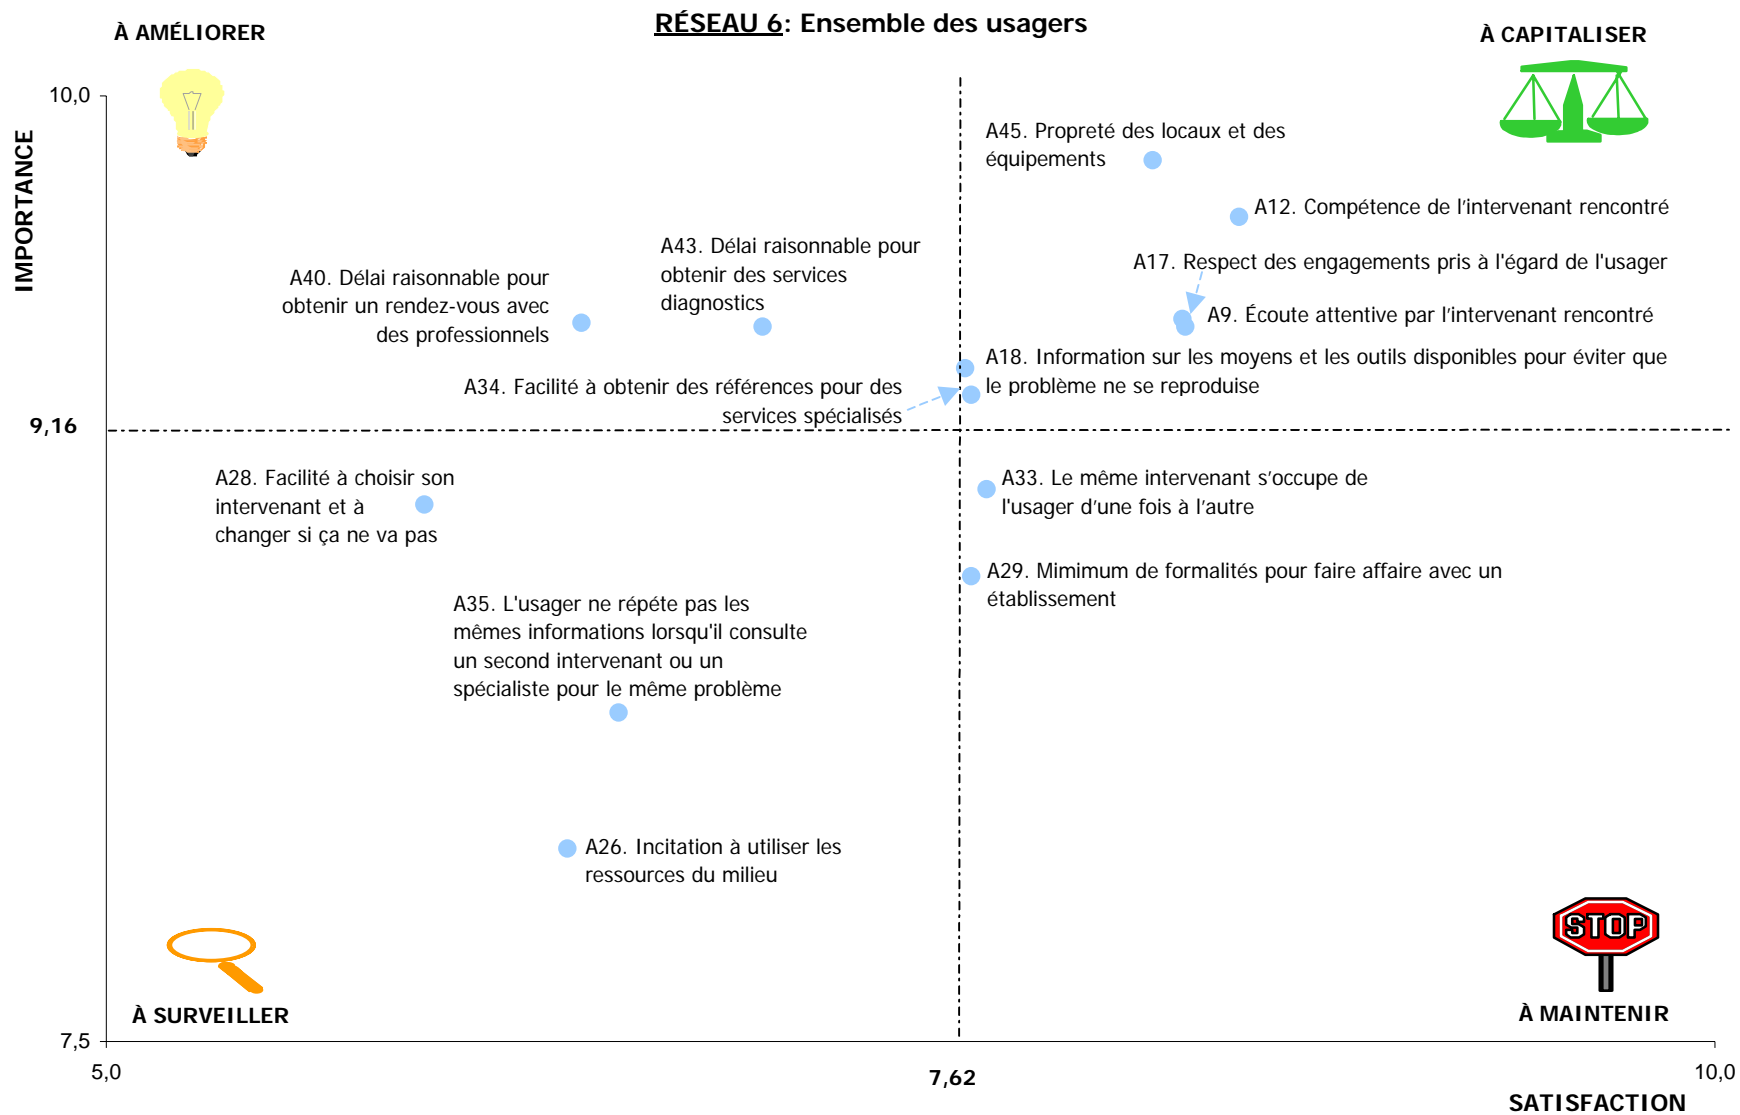 RÉSEAU 6: Ensemble des usagers
À AMÉLIORER
À CAPITALISER
10,0
IMPORTANCE
A45. Propreté des locaux et des
équipements
A12. Compétence de l'intervenant rencontré
A43. Délai raisonnable pour
obtenir des services
diagnostics
A17. Respect des engagements pris à l'égard de l'usager
A40. Délai raisonnable pour
obtenir un rendez-vous avec
des professionnels
A9. Écoute attentive par l'intervenant rencontré
A18. Information sur les moyens et les outils disponibles pour éviter que
le problème ne se reproduise
A34. Facilité à obtenir des références pour des
services spécialisés
9,16
A28. Facilité à choisir son
intervenant et à
changer si ça ne va pas
A33. Le même intervenant s'occupe de
l'usager d'une fois à l'autre
A29. Mimimum de formalités pour faire affaire avec un
établissement
A35. L'usager ne répéte pas les
mêmes informations lorsqu'il consulte
un second intervenant ou un
spécialiste pour le même problème
A26. Incitation à utiliser les
ressources du milieu
STOP
À SURVEILLER
À MAINTENIR
7,5
5,0
7,62
10,0
SATISFACTION